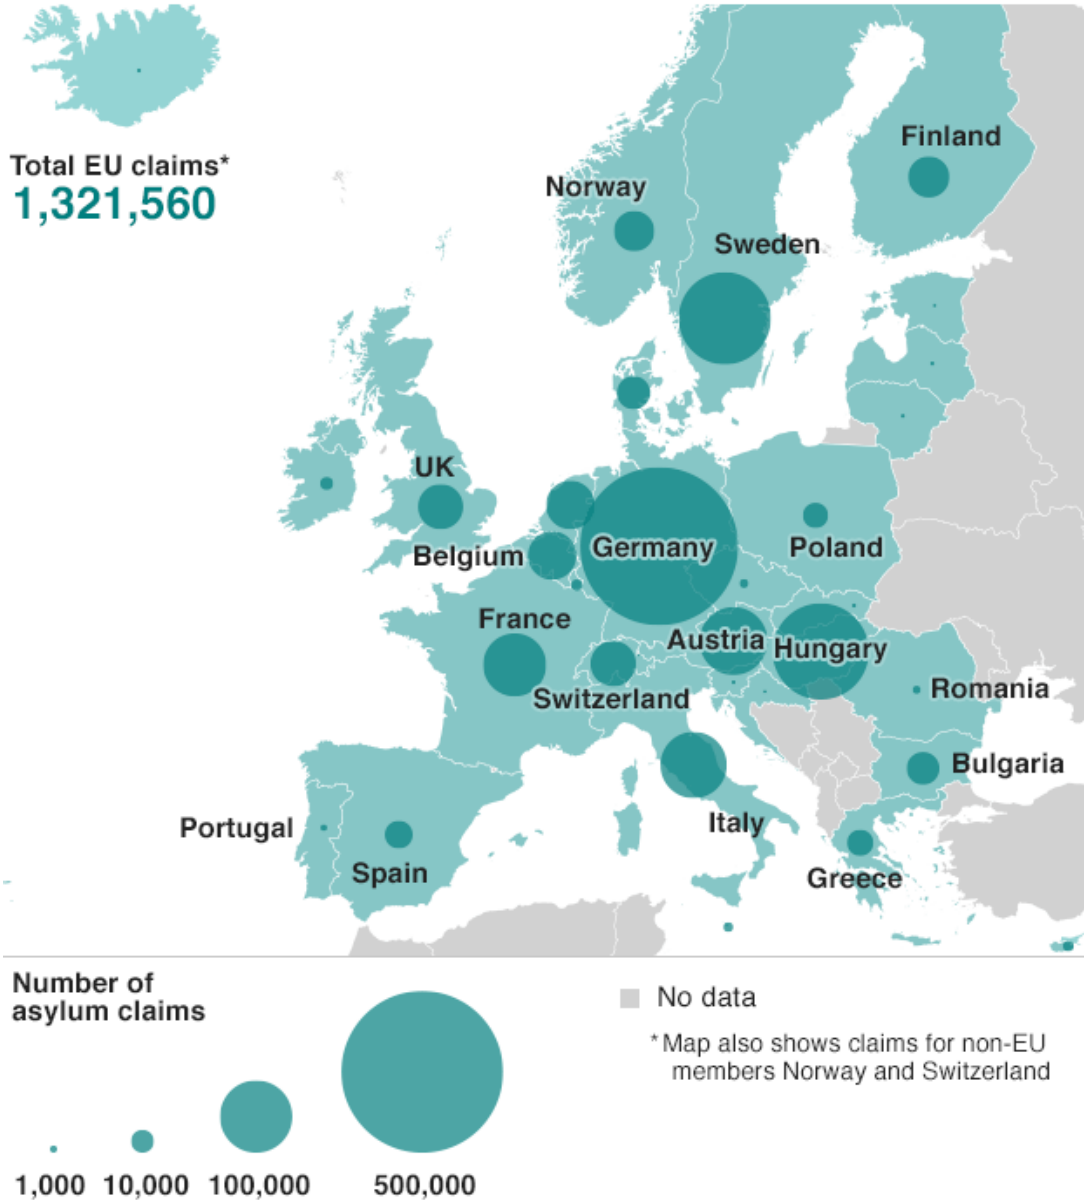 Total EU claims*
1,321,560
Finland
Norway
Sweden
UK
Belgium
Germany
Poland
France
Austria
Hungary
Switzerland
Romania
Bulgaria
Portugal
Italy
Spain
Greece
Number of
asylum claims
1,000
10,000
100,000
500,000
No data
*Map also shows claims for non-EU
members Norway and Switzerland